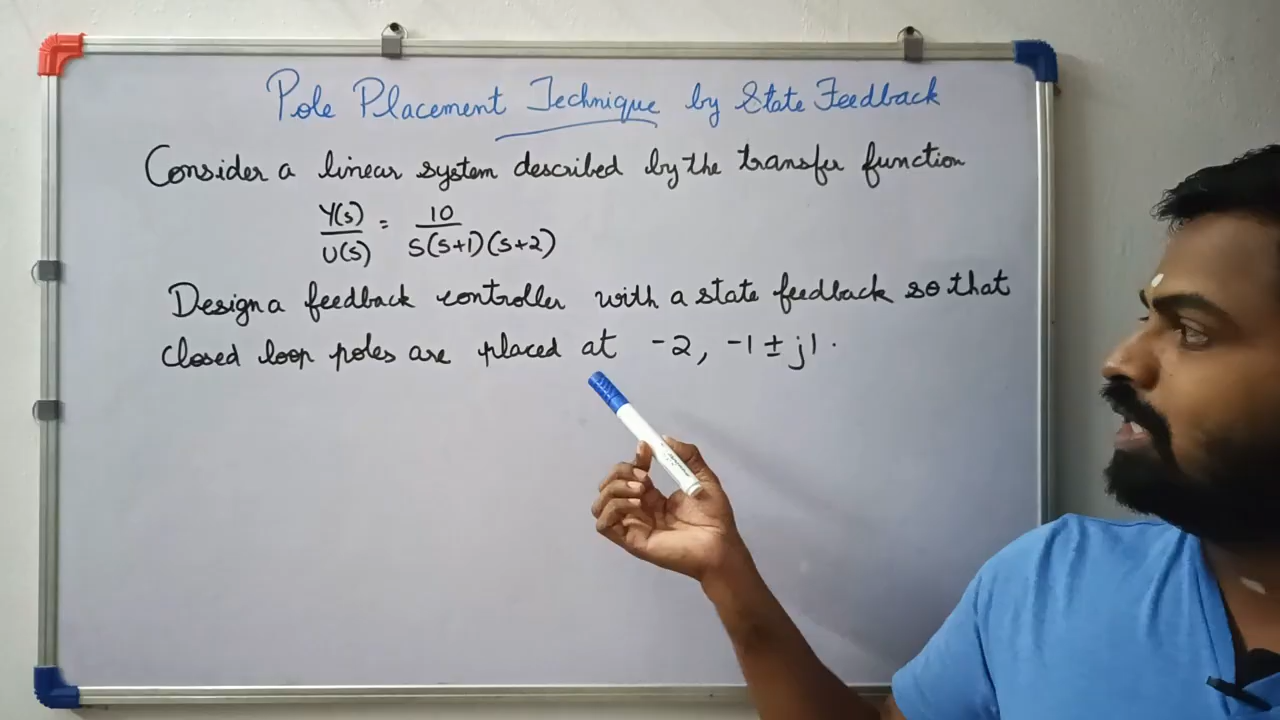 Pole Placement Technique by State Feedback
Consider a linear system described by the transfer function
Y(s)/U(s) = 10/S(S+1)(S+2)
Design a feedback controller with a state feedback so that
closed loop poles are placed at -2, -1 ± j1.